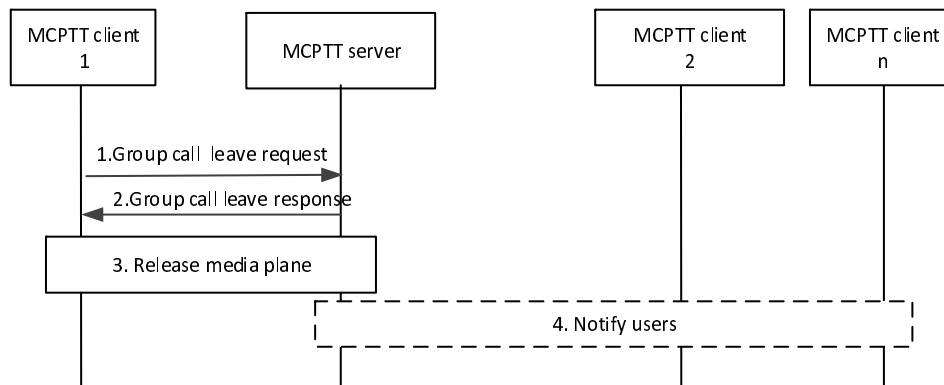 MCPTT client
1
MCPTT server
MCPTT client
2
MCPTT client
n
1.Group call leave request
2.Group call leave response
3. Release media plane
4. Notify users